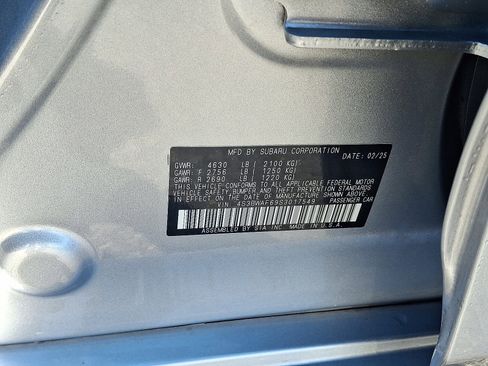 MFD BY SUBARU CORPORATION DATE: 02/25
GVWR: 4630 LB ( 2100 KG)
GAWR: F 2756 LB ( 1250 KG)
GAWR: R 2690 LB ( 1220 KG)
THIS VEHICLE CONFORMS TO ALL APPLICABLE FEDERAL MOTOR
VEHICLE SAFETY, BUMPER, AND THEFT PREVENTION STANDARDS
IN EFFECT ON THE DATE OF MANUFACTURE SHOWN ABOVE.
VIN: 4S3BWAF69S3017549 PASSENGER CAR
ASSEMBLED BY SIA INC. IN MADE IN U.S.A.